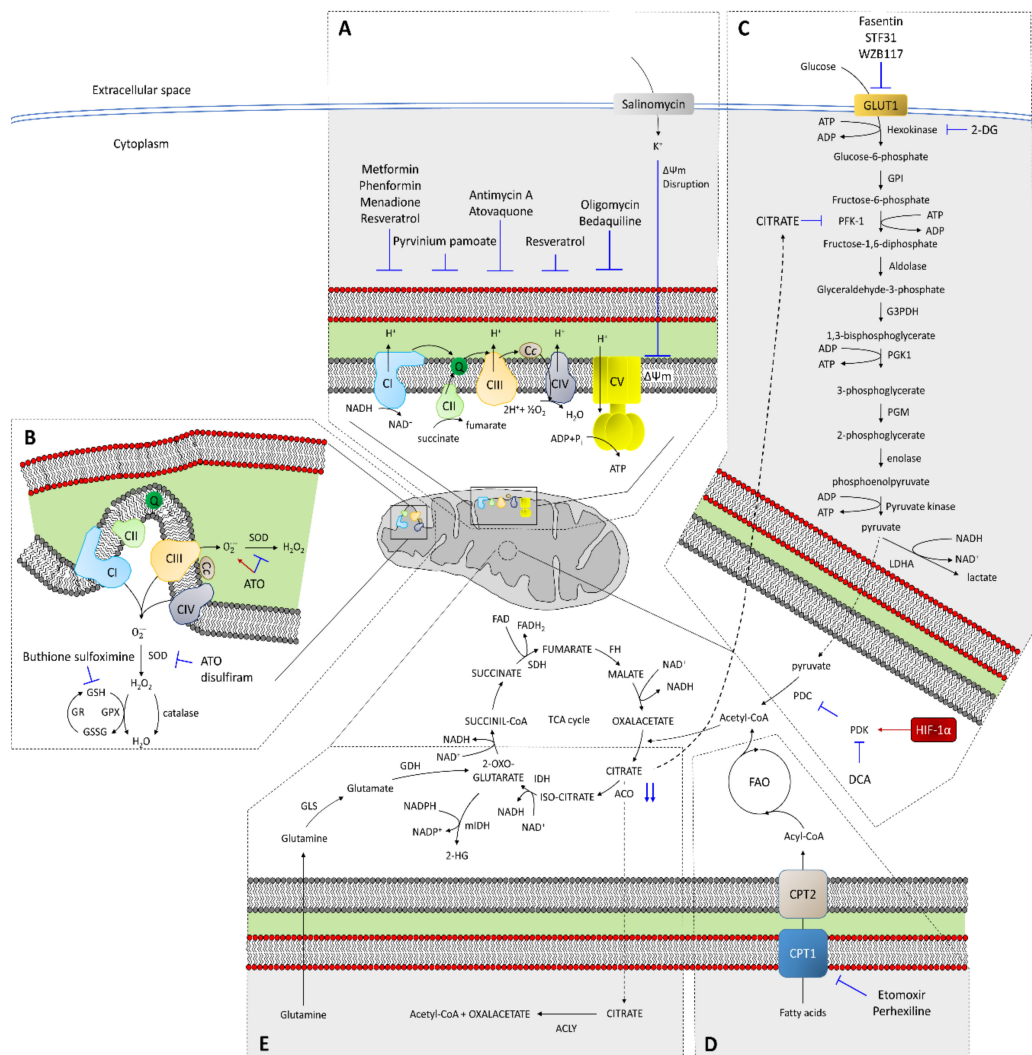 A
C
Fasentin
STF31
WZB117
Glucose
Extracellular space
Salinomycin
GLUT1
Cytoplasm
ATP
ADP
Hexokinase
2-DG
K⁺
Glucose-6-phosphate
GPI
ΔΨm
Disruption
Metformin
Phenformin
Menadione
Resveratrol
Antimycin A
Atovaquone
Oligomycin
Bedaquiline
Pyrvinium pamoate
Resveratrol
Fructose-6-phosphate
CITRATE
PFK-1
ATP
ADP
Fructose-1,6-diphosphate
Aldolase
Glyceraldehyde-3-phosphate
G3PDH
1,3-bisphosphoglycerate
ADP
ATP
PGK1
3-phosphoglycerate
PGM
2-phosphoglycerate
enolase
phosphoenolpyruvate
ADP
ATP
Pyruvate kinase
pyruvate
NADH
NAD⁺
LDHA
lactate
H⁺
H⁺
H⁺
H⁺
Cc
Q
CI
CII
CIII
CIV
CV
ΔΨm
NADH
NAD⁺
succinate
fumarate
2H⁺+ ½O₂
H₂O
ADP+Pᵢ
ATP
B
Q
CII
CI
CIII
Cc
CIV
O₂⁻
SOD
H₂O₂
ATO
O₂⁻
SOD
ATO
disulfiram
Buthione sulfoximine
H₂O₂
GSH
GR
GPX
catalase
GSSG
H₂O
FAD
FADH₂
SDH
FUMARATE
FH
SUCCINATE
MALATE
NAD⁺
NADH
SUCCINIL-CoA
TCA cycle
OXALACETATE
Acetyl-CoA
pyruvate
PDC
PDK
HIF-1α
DCA
NADH
NAD⁺
GDH
2-OXO-
GLUTARATE
IDH
CITRATE
ACO
ISO-CITRATE
NADH
NAD⁺
Glutamate
GLS
NADPH
NADP⁺
mIDH
2-HG
Glutamine
FAO
Acyl-CoA
CPT2
CPT1
Etomoxir
Perhexiline
Fatty acids
Glutamine
Acetyl-CoA + OXALACETATE
ACLY
CITRATE
E
D